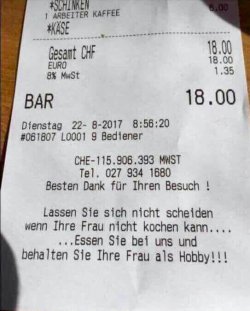 *SCHINKEN
1 ARBEITER KAFFEE 6.00
*KÄSE
Gesamt CHF 18.00
EURO 18.00
8% MwSt 1.35
BAR 18.00
Dienstag 22- 8-2017 8:56:20
#061807 L0001 9 Bediener
CHE-115.906.393 MWST
Tel. 027 934 1680
Besten Dank für Ihren Besuch !
Lassen Sie sich nicht scheiden
wenn Ihre Frau nicht kochen kann....
...Essen Sie bei uns und
behalten Sie Ihre Frau als Hobby!!!